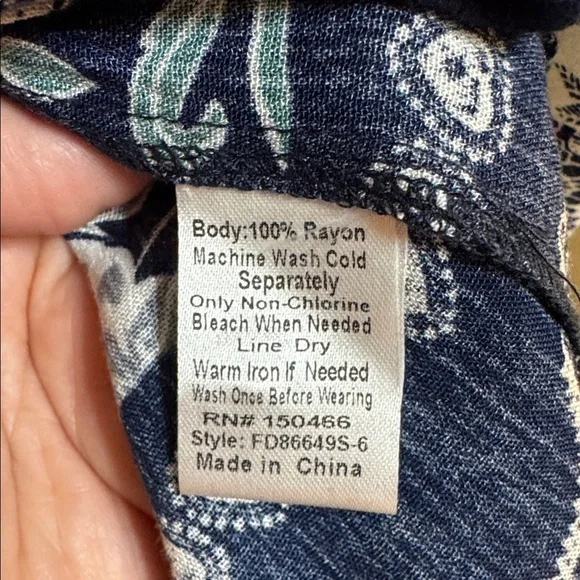 Body:100% Rayon
Machine Wash Cold
Separately
Only Non-Chlorine
Bleach When Needed
Line Dry
Warm Iron If Needed
Wash Once Before Wearing
RN# 150466
Style: FD86649S-6
Made in China